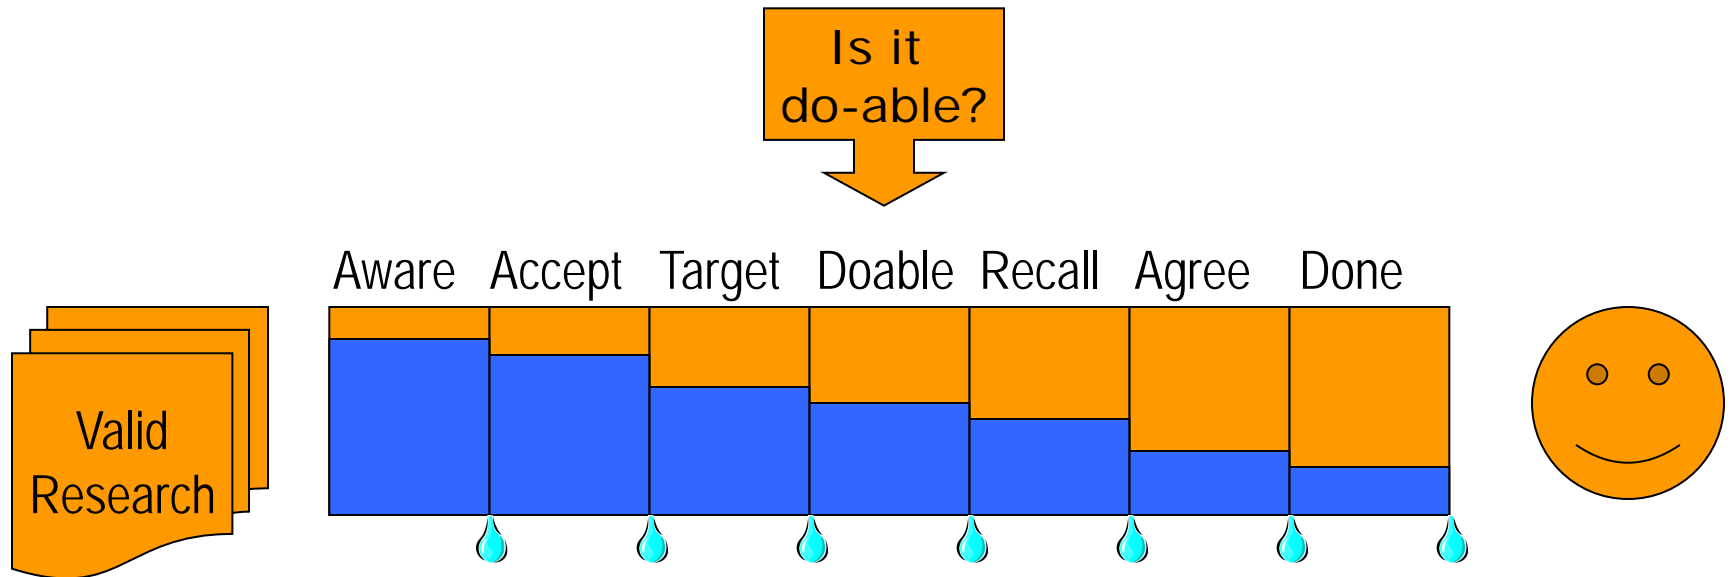 Is it
do-able?
Aware Accept Target Doable Recall Agree Done
Valid
Research